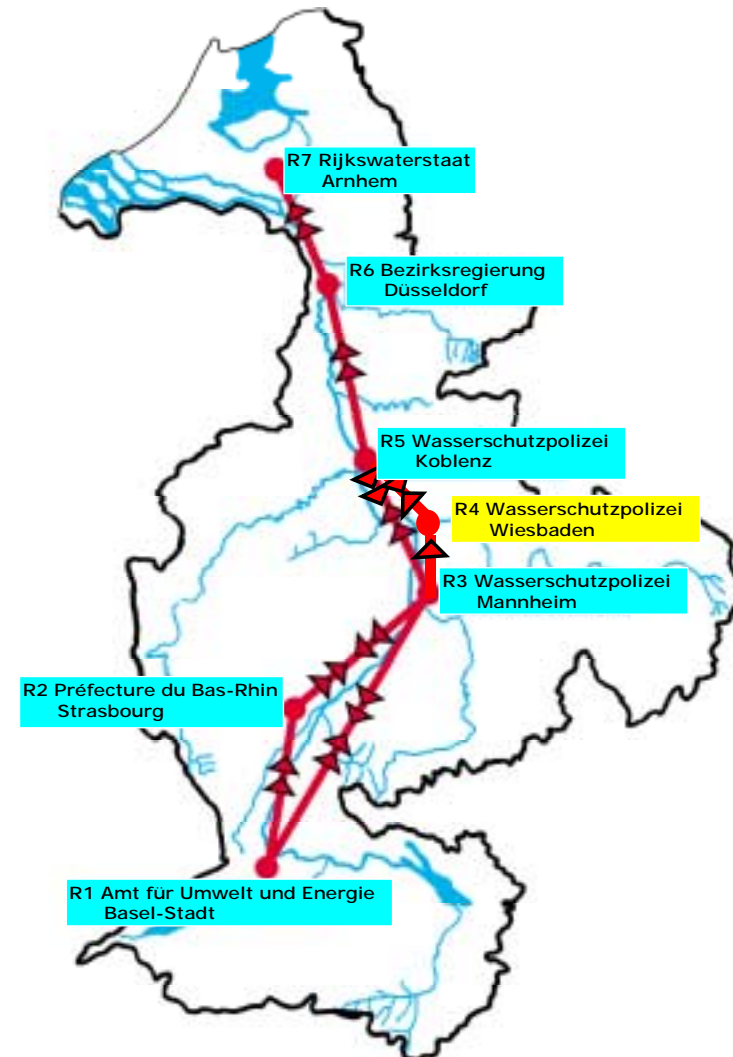 R7 Rijkswaterstaat
Arnhem
R6 Bezirksregierung
Düsseldorf
R5 Wasserschutzpolizei
Koblenz
R4 Wasserschutzpolizei
Wiesbaden
R3 Wasserschutzpolizei
Mannheim
R2 Préfecture du Bas-Rhin
Strasbourg
R1 Amt für Umwelt und Energie
Basel-Stadt